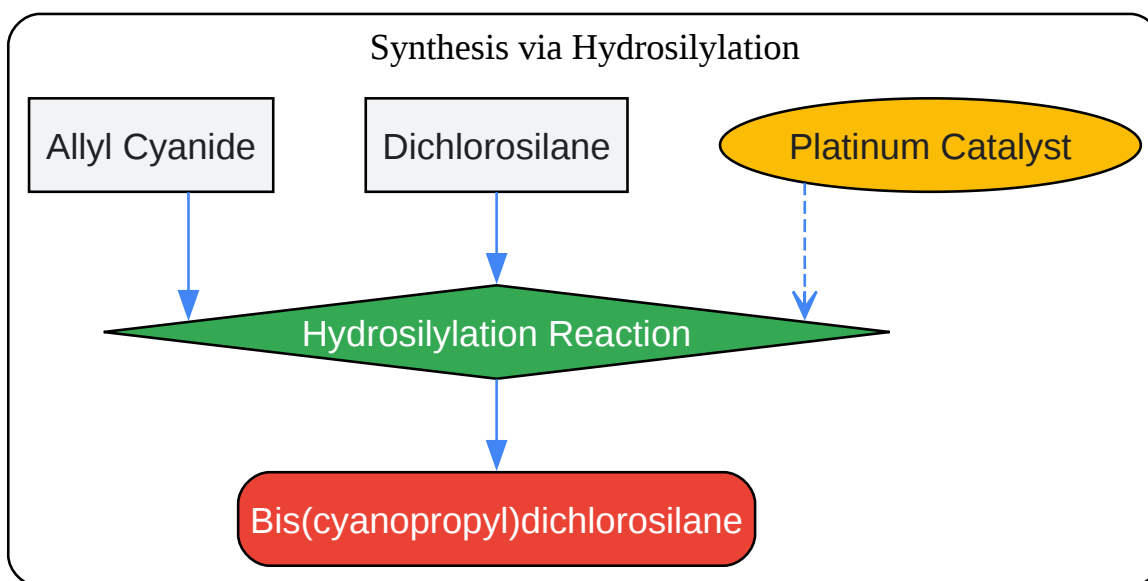 Synthesis via Hydrosilylation
Allyl Cyanide
Dichlorosilane
Platinum Catalyst
Hydrosilylation Reaction
Bis(cyanopropyl)dichlorosilane